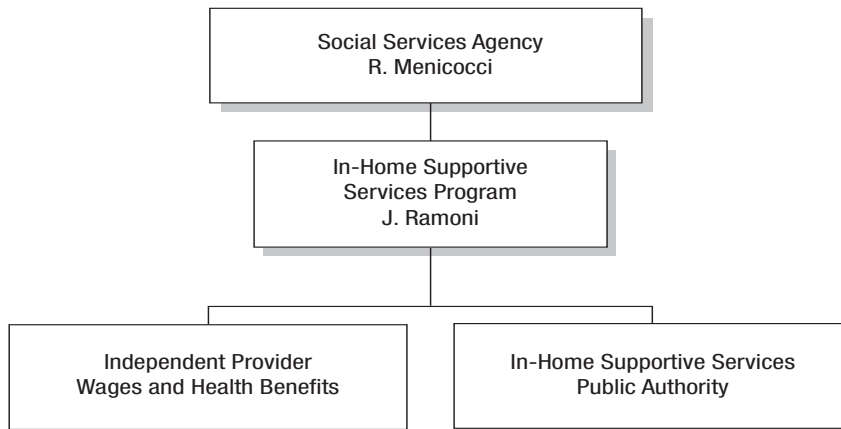 Social Services Agency
R. Menicocci
In-Home Supportive
Services Program
J. Ramoni
Independent Provider
Wages and Health Benefits
In-Home Supportive Services
Public Authority